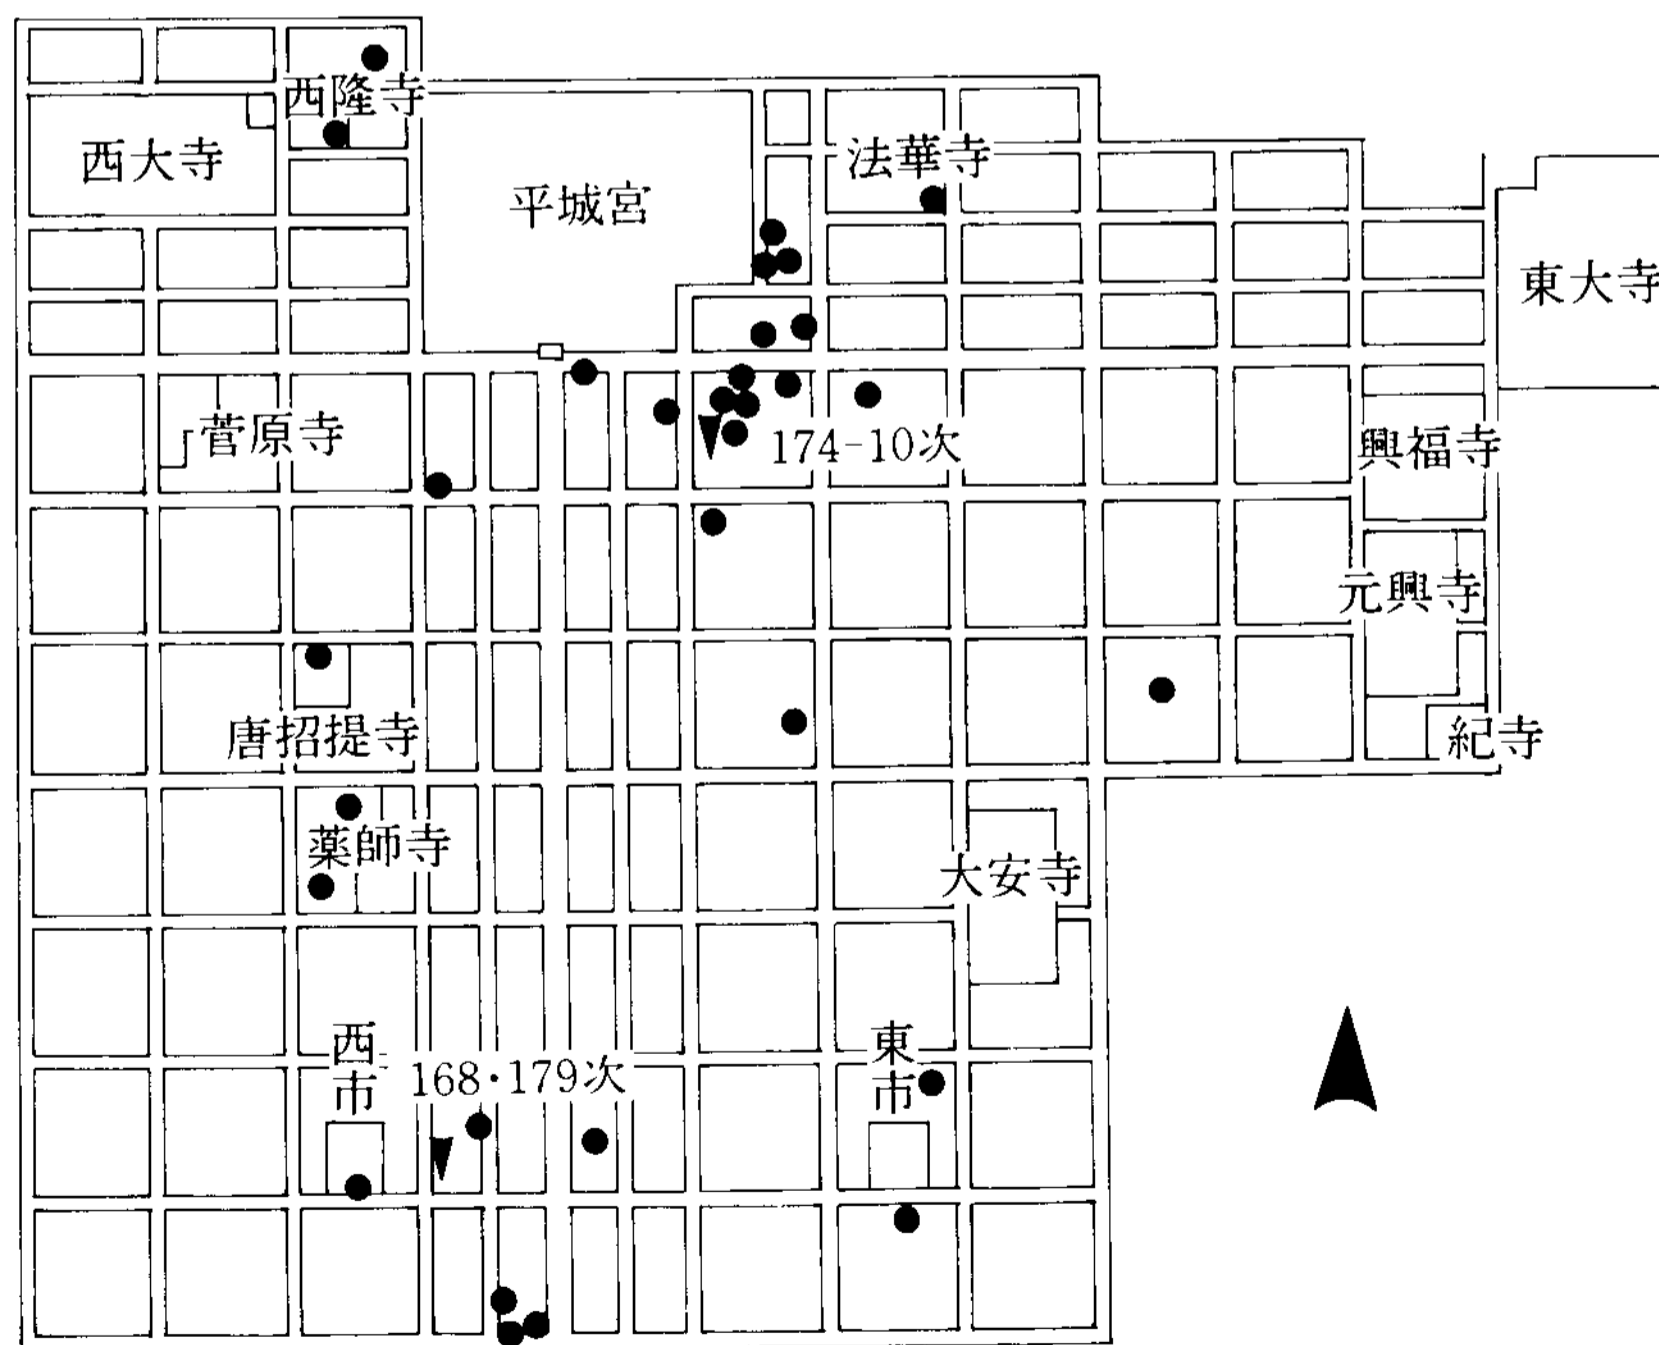 西隆寺
西大寺
法華寺
平城宮
東大寺
菅原寺
174-10次
興福寺
元興寺
唐招提寺
紀寺
薬師寺
大安寺
西市
168・179次
東市